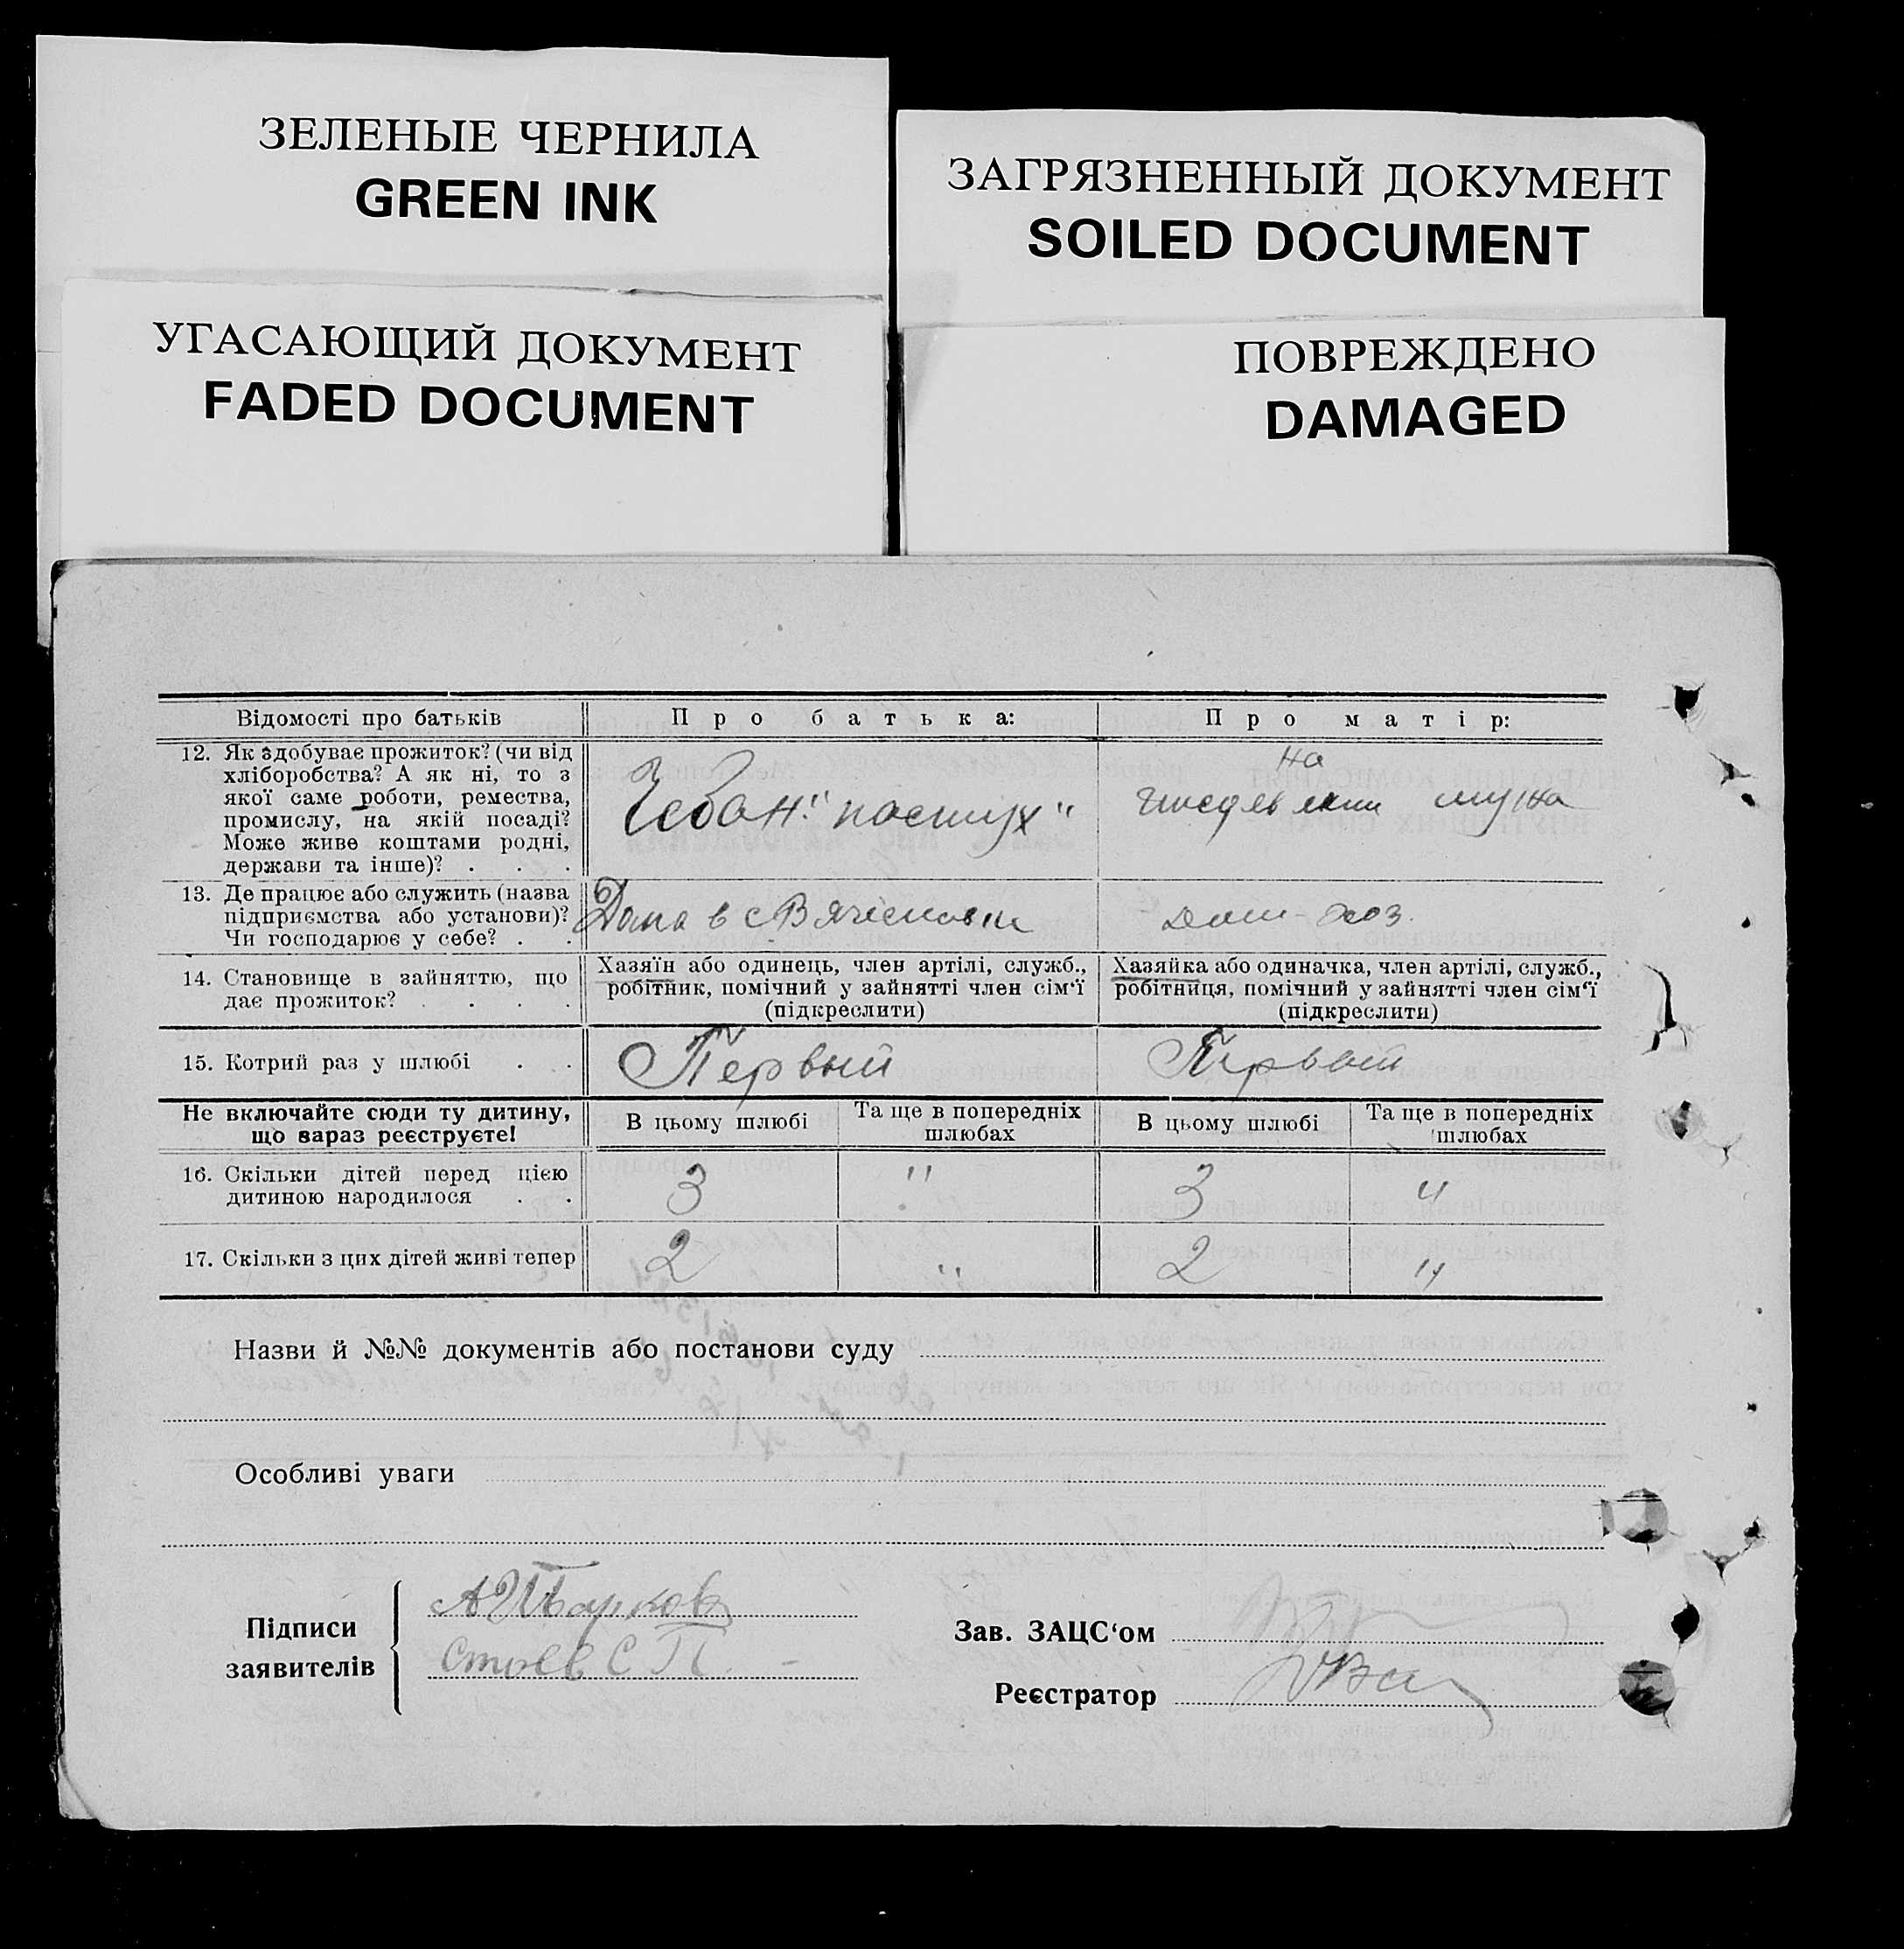 ЗЕЛЕНЫЕ ЧЕРНИЛА
GREEN INK
ЗАГРЯЗНЕННЫЙ ДОКУМЕНТ
SOILED DOCUMENT
УГАСАЮЩИЙ ДОКУМЕНТ
FADED DOCUMENT
ПОВРЕЖДЕНО
DAMAGED
Відомості про батьків
Про батька:
Про матір:
12. Як здобуває прожиток? (чи від
хліборобства? А як ні, то з
якої саме роботи, ремества,
промислу, на якій посаді?
Може живе коштами родні,
держави та інше)? . . .
Чебан "пастух"
на
мужа
13. Де працює або служить (назва
підприємства або установи)?
Чи господарює у себе? . .
Дома в с
дом-хоз.
14. Становище в зайняттю, що
дає прожиток? . . . .
Хазяїн або одинець, член артілі, служб.,
робітник, помічний у зайнятті член сім'ї
(підкреслити)
Хазяйка або одиначка, член артілі, служб.,
робітниця, помічний у зайнятті член сім'ї
(підкреслити)
15. Котрий раз у шлюбі . .
Первый
Первый
Не включайте сюди ту дитину,
що зараз реєструєте!
В цьому шлюбі
Та ще в попередніх
шлюбах
В цьому шлюбі
Та ще в попередніх
шлюбах
16. Скільки дітей перед цією
дитиною народилося . .
3
"
3
"
17. Скільки з цих дітей живі тепер
2
"
2
"
Назви й №№ документів або постанови суду
Особливі уваги
Підписи
заявителів
Стоев С П. -
Зав. ЗАЦС'ом
Реєстратор